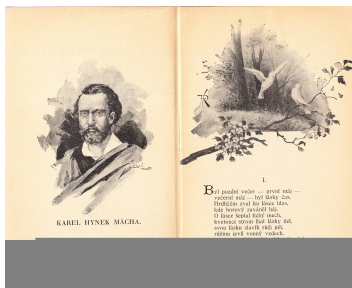 KAREL HYNEK MÁCHA.
I.
Byl pozdní večer — první máj —
večerní máj — byl lásky čas.
Hrdliččin zval ku lásce hlas,
kde borový zaváněl háj.
O lásce šeptal tichý mech,
kvetoucí strom lhal lásky žel,
svou lásku slavík růži pěl,
růžinu jevil vonný vzdech.